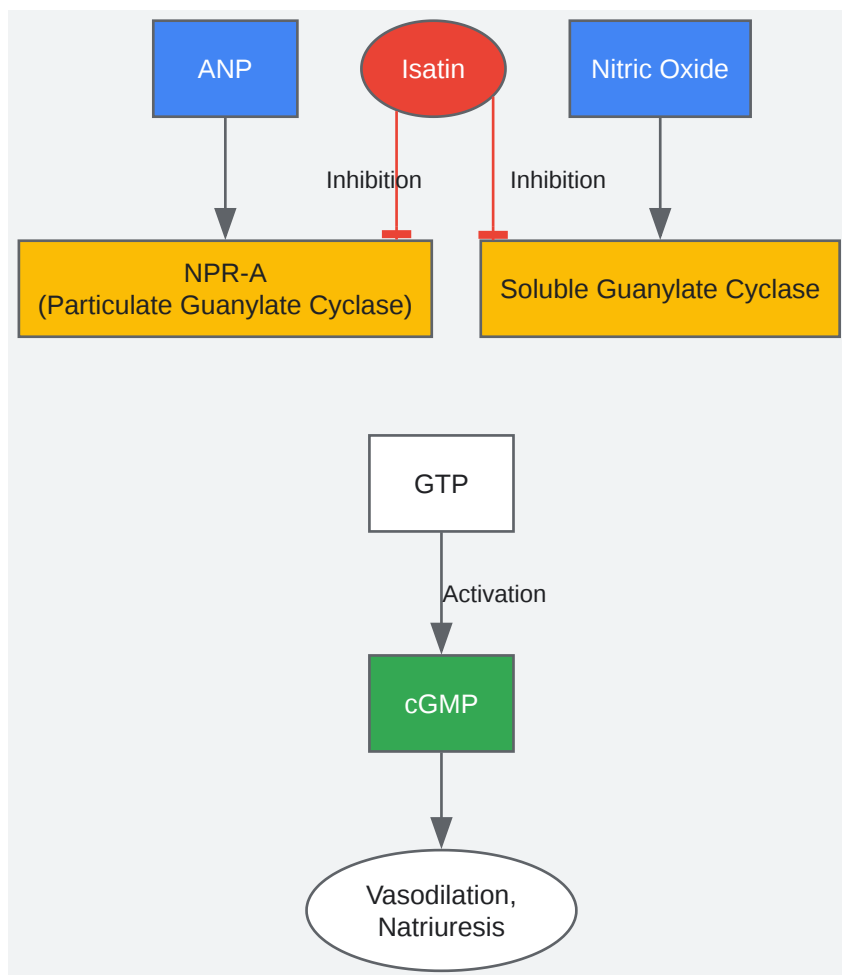 ANP
Isatin
Nitric Oxide
Inhibition
Inhibition
NPR-A
(Particulate Guanylate Cyclase)
Soluble Guanylate Cyclase
GTP
Activation
cGMP
Vasodilation,
Natriuresis